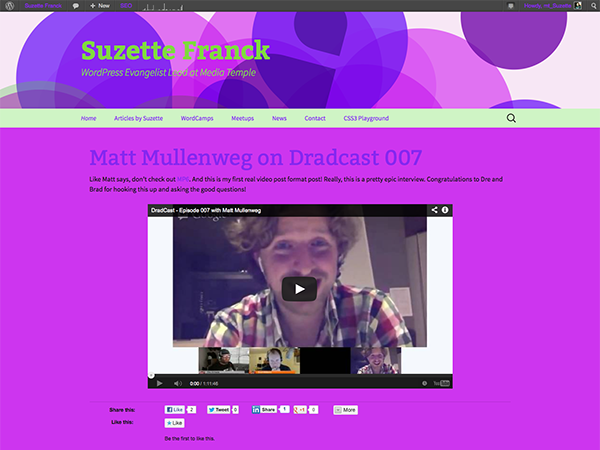 Suzette Franck
New
Howdy, mt_Suzette
Suzette Franck
WordPress Evangelist Lead at Media Temple
Home
Articles by Suzette
WordCamps
Meetups
News
Contact
CSS3 Playground
Matt Mullenweg on Dradcast 007
Like Matt says, don't check out MP6. And this is my first real video post format post! Really, this is a pretty epic interview. Congratulations to Dre and
Brad for hooking this up and asking the good questions!
DradCast - Episode 007 with Matt Mullenweg
Google
0:00 / 1:11:46
YouTube
Share this:
Like 2
Tweet 0
Share 1
+1 0
More
Like this:
Like
Be the first to like this.